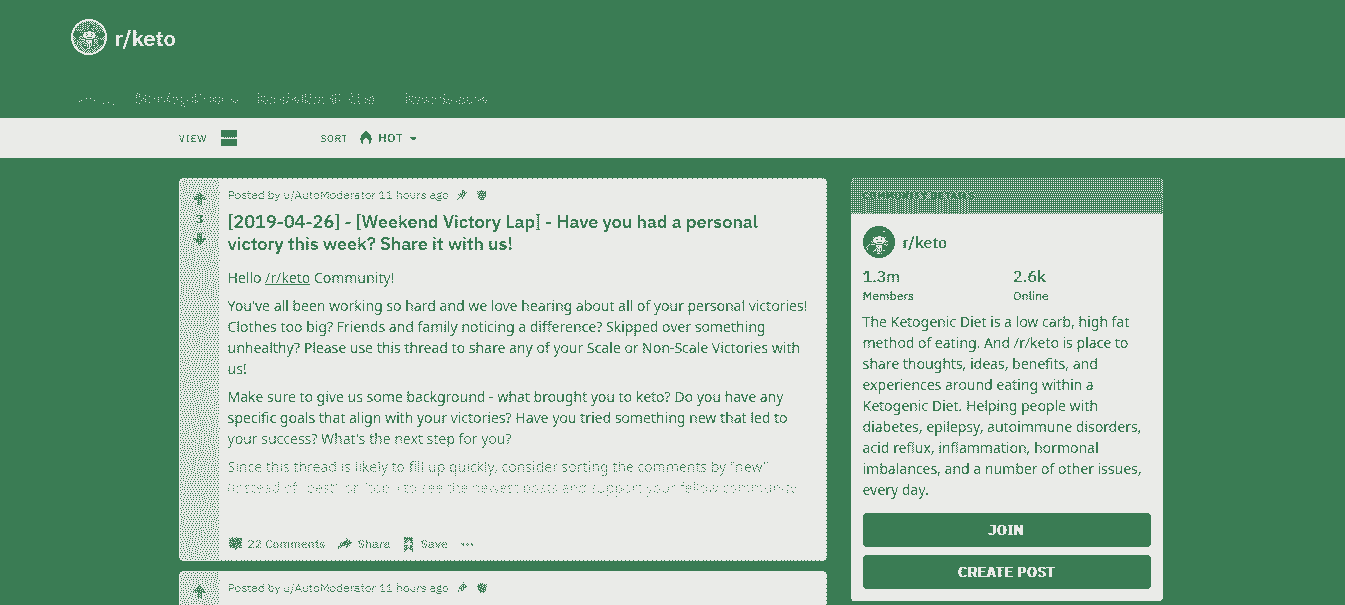 r/keto
VIEW
SORT HOT
Posted by u/AutoModerator 11 hours ago
3
[2019-04-26] - [Weekend Victory Lap] - Have you had a personal
victory this week? Share it with us!
Hello /r/keto Community!
You've all been working so hard and we love hearing about all of your personal victories!
Clothes too big? Friends and family noticing a difference? Skipped over something
unhealthy? Please use this thread to share any of your Scale or Non-Scale Victories with
us!
Make sure to give us some background - what brought you to keto? Do you have any
specific goals that align with your victories? Have you tried something new that led to
your success? What's the next step for you?
Since this thread is likely to fill up quickly, consider sorting the comments by "new"
(instead of "best" or "top") to see the newest posts and support your fellow community
22 Comments Share Save ...
Posted by u/AutoModerator 11 hours ago
COMMUNITY DETAILS
r/keto
1.3m 2.6k
Members Online
The Ketogenic Diet is a low carb, high fat
method of eating. And /r/keto is place to
share thoughts, ideas, benefits, and
experiences around eating within a
Ketogenic Diet. Helping people with
diabetes, epilepsy, autoimmune disorders,
acid reflux, inflammation, hormonal
imbalances, and a number of other issues,
every day.
JOIN
CREATE POST